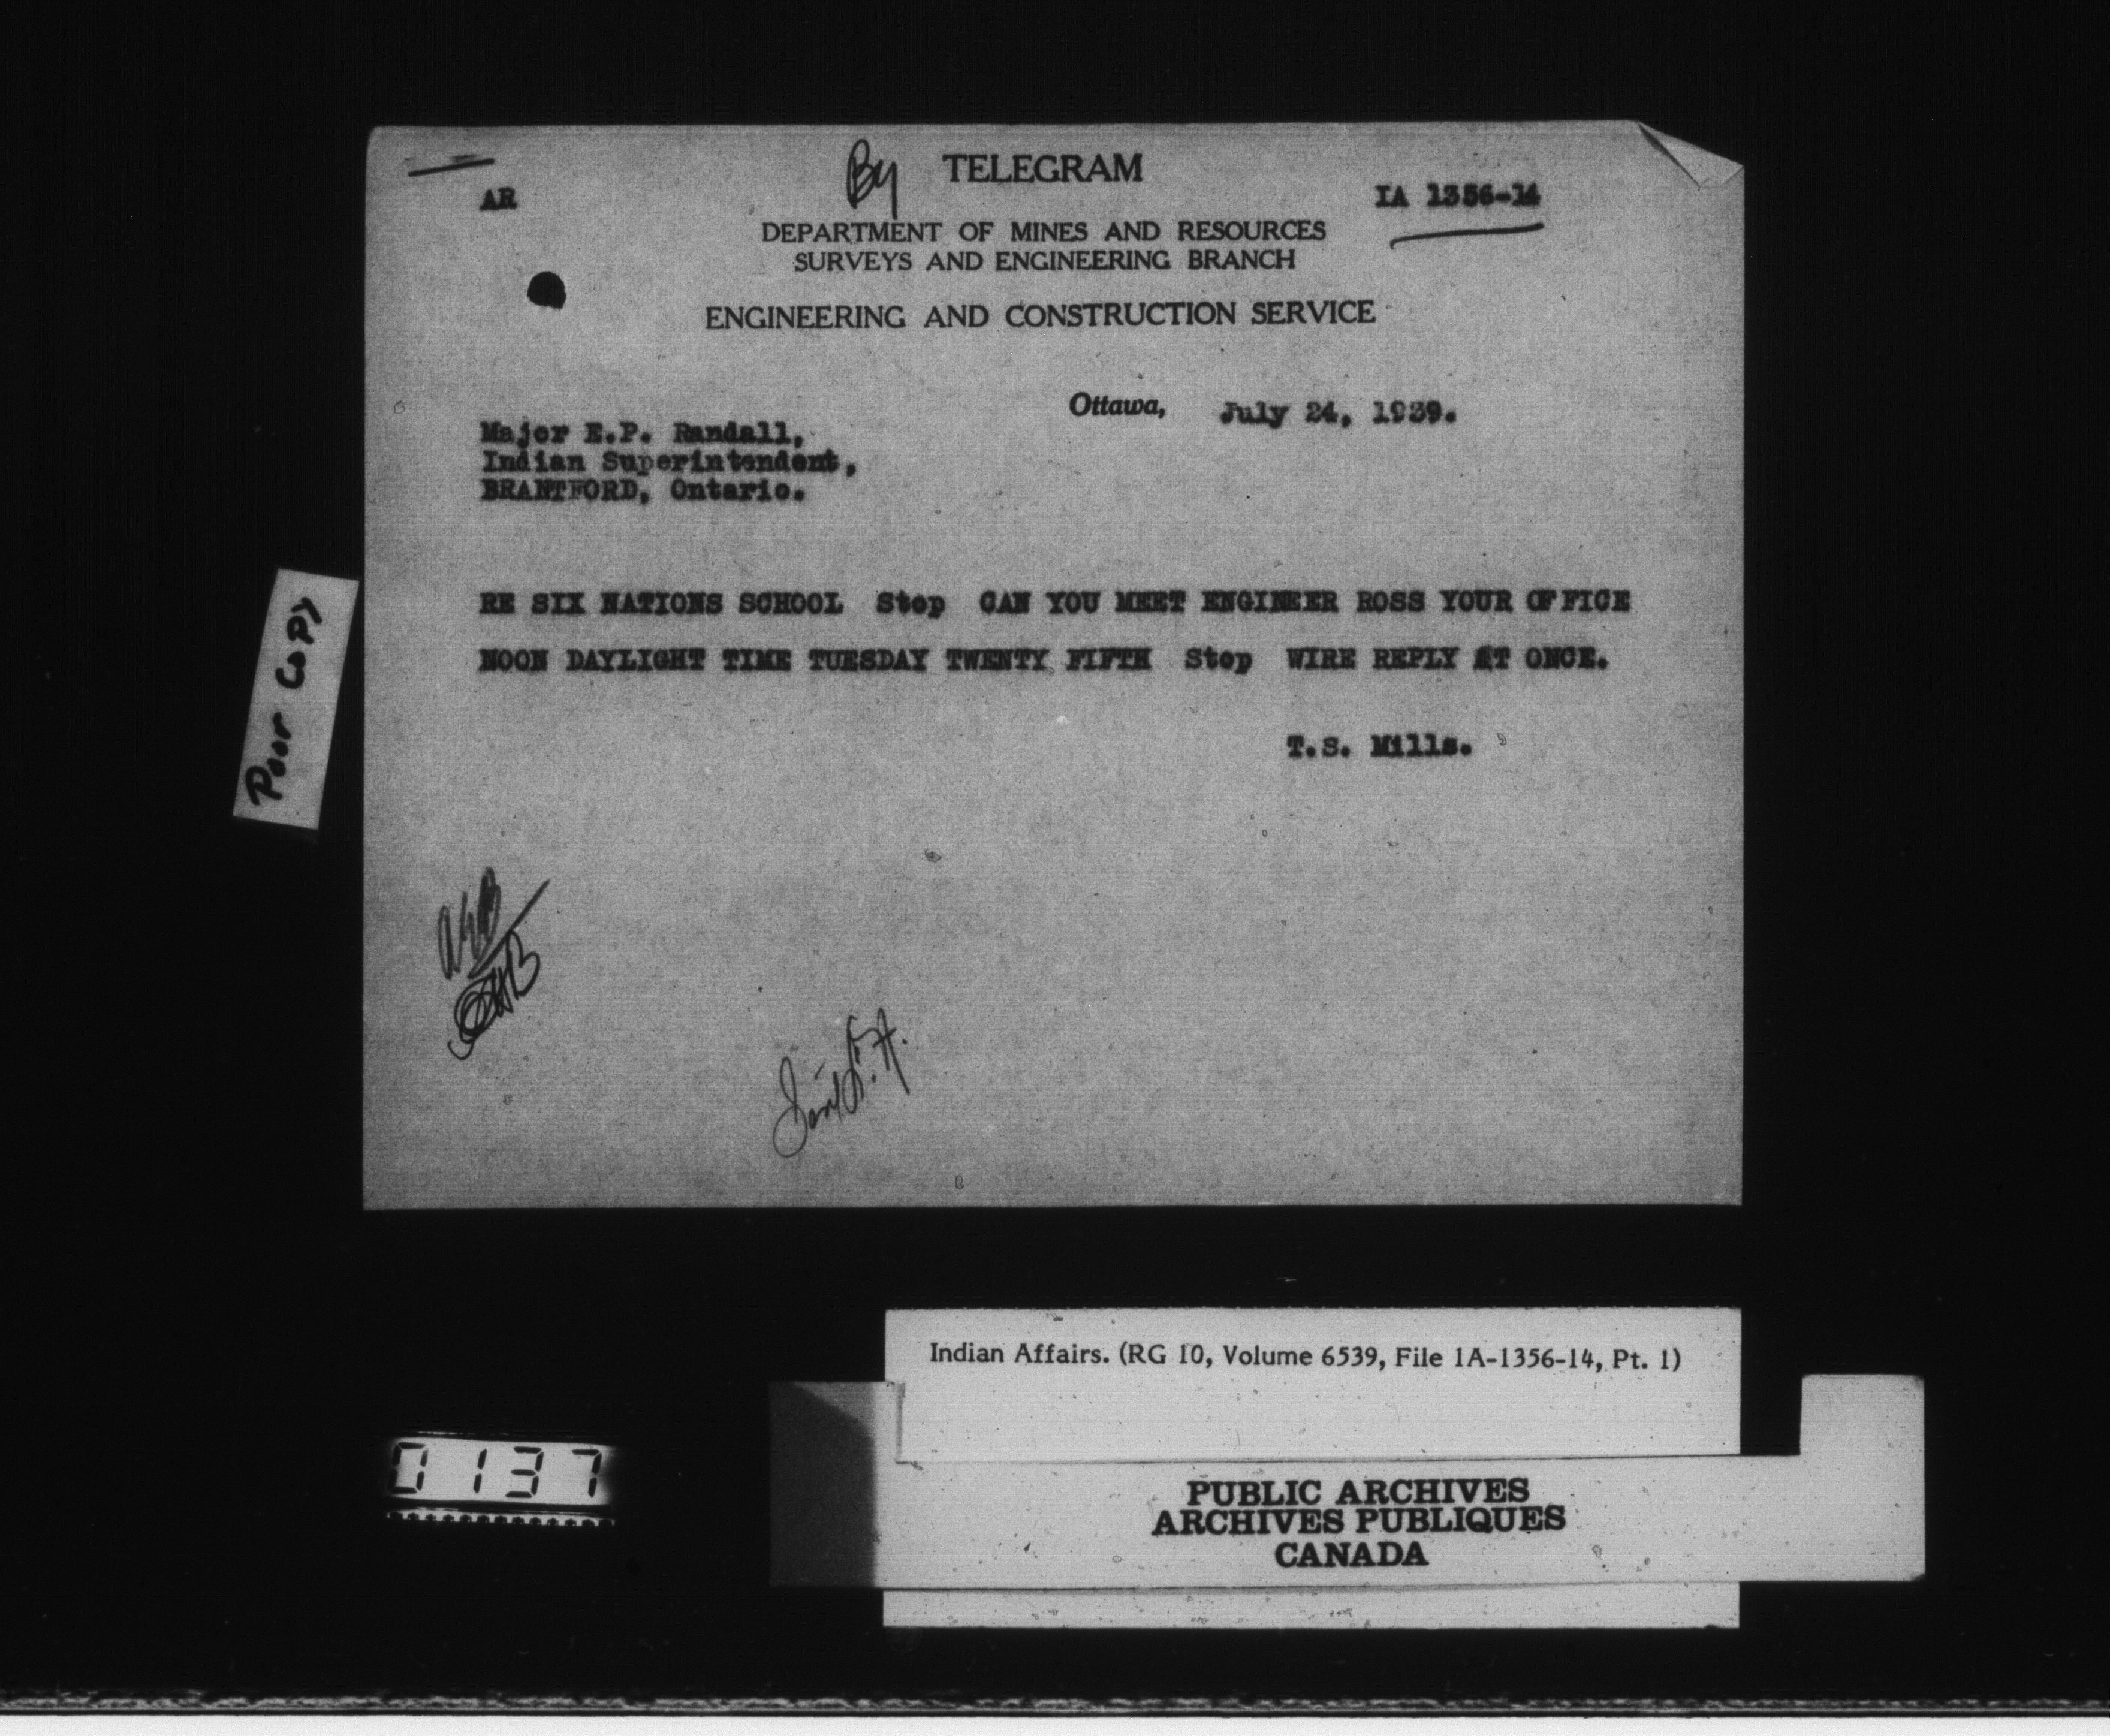 By TELEGRAM
AR
IA 1356-14
DEPARTMENT OF MINES AND RESOURCES
SURVEYS AND ENGINEERING BRANCH
ENGINEERING AND CONSTRUCTION SERVICE
Ottawa, July 24, 1939.
Major E.P. Randall,
Indian Superintendent,
BRANTFORD, Ontario.
RE SIX NATIONS SCHOOL Stop CAN YOU MEET ENGINEER ROSS YOUR OFFICE
NOON DAYLIGHT TIME TUESDAY TWENTY FIFTH Stop WIRE REPLY AT ONCE.
T.S. Mills.
Poor Copy
Indian Affairs. (RG 10, Volume 6539, File 1A-1356-14, Pt. 1)
0137
PUBLIC ARCHIVES
ARCHIVES PUBLIQUES
CANADA